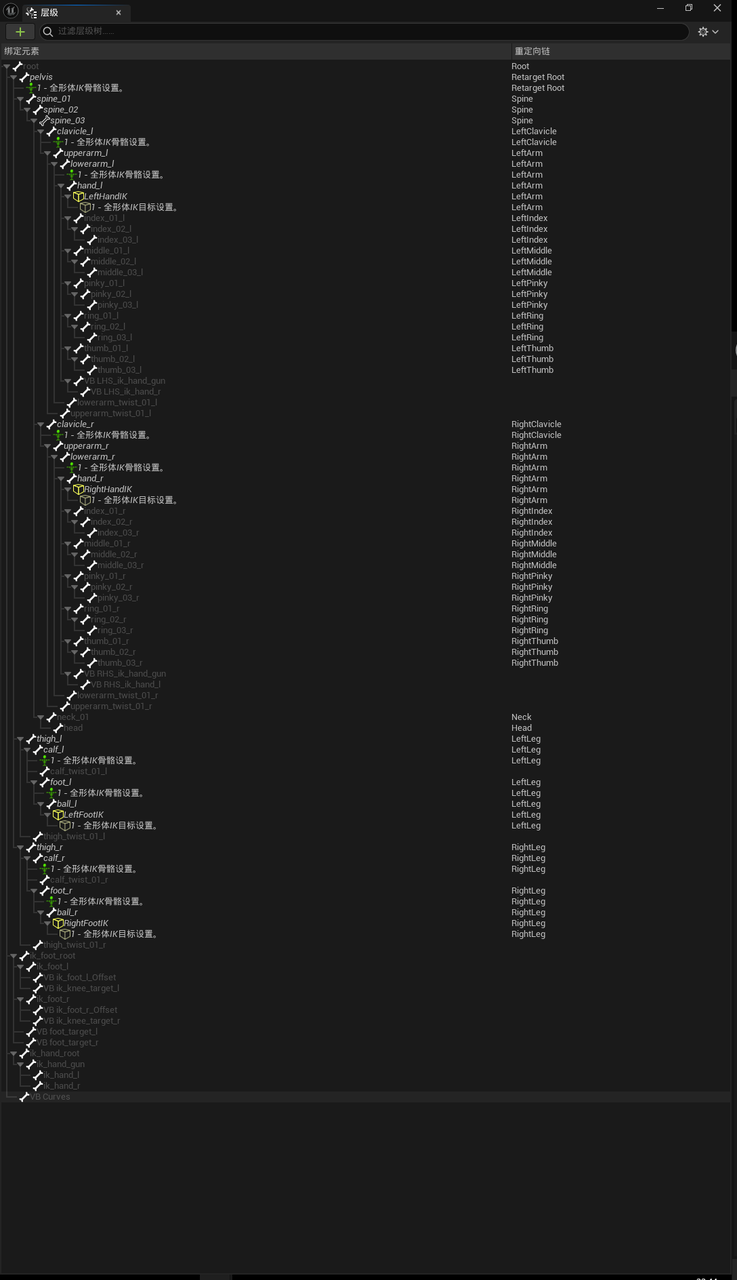 层级
过滤层级树......
绑定元素 重定向链
root Root
pelvis Retarget Root
1 - 全形体IK骨骼设置。 Retarget Root
spine_01 Spine
spine_02 Spine
spine_03 Spine
clavicle_l LeftClavicle
1 - 全形体IK骨骼设置。 LeftClavicle
upperarm_l LeftArm
lowerarm_l LeftArm
1 - 全形体IK骨骼设置。 LeftArm
hand_l LeftArm
LeftHandIK LeftArm
1 - 全形体IK目标设置。 LeftArm
index_01_l LeftIndex
index_02_l LeftIndex
index_03_l LeftIndex
middle_01_l LeftMiddle
middle_02_l LeftMiddle
middle_03_l LeftMiddle
pinky_01_l LeftPinky
pinky_02_l LeftPinky
pinky_03_l LeftPinky
ring_01_l LeftRing
ring_02_l LeftRing
ring_03_l LeftRing
thumb_01_l LeftThumb
thumb_02_l LeftThumb
thumb_03_l LeftThumb
VB LHS_ik_hand_gun
VB LHS_ik_hand_r
lowerarm_twist_01_l
upperarm_twist_01_l
clavicle_r RightClavicle
1 - 全形体IK骨骼设置。 RightClavicle
upperarm_r RightArm
lowerarm_r RightArm
1 - 全形体IK骨骼设置。 RightArm
hand_r RightArm
RightHandIK RightArm
1 - 全形体IK目标设置。 RightArm
index_01_r RightIndex
index_02_r RightIndex
index_03_r RightIndex
middle_01_r RightMiddle
middle_02_r RightMiddle
middle_03_r RightMiddle
pinky_01_r RightPinky
pinky_02_r RightPinky
pinky_03_r RightPinky
ring_01_r RightRing
ring_02_r RightRing
ring_03_r RightRing
thumb_01_r RightThumb
thumb_02_r RightThumb
thumb_03_r RightThumb
VB RHS_ik_hand_gun
VB RHS_ik_hand_l
lowerarm_twist_01_r
upperarm_twist_01_r
neck_01 Neck
head Head
thigh_l LeftLeg
calf_l LeftLeg
1 - 全形体IK骨骼设置。 LeftLeg
calf_twist_01_l
foot_l LeftLeg
1 - 全形体IK骨骼设置。 LeftLeg
ball_l LeftLeg
LeftFootIK LeftLeg
1 - 全形体IK目标设置。 LeftLeg
thigh_twist_01_l
thigh_r RightLeg
calf_r RightLeg
1 - 全形体IK骨骼设置。 RightLeg
calf_twist_01_r
foot_r RightLeg
1 - 全形体IK骨骼设置。 RightLeg
ball_r RightLeg
RightFootIK RightLeg
1 - 全形体IK目标设置。 RightLeg
thigh_twist_01_r
ik_foot_root
ik_foot_l
VB ik_foot_l_Offset
VB ik_knee_target_l
ik_foot_r
VB ik_foot_r_Offset
VB ik_knee_target_r
VB foot_target_l
VB foot_target_r
ik_hand_root
ik_hand_gun
ik_hand_l
ik_hand_r
VB Curves